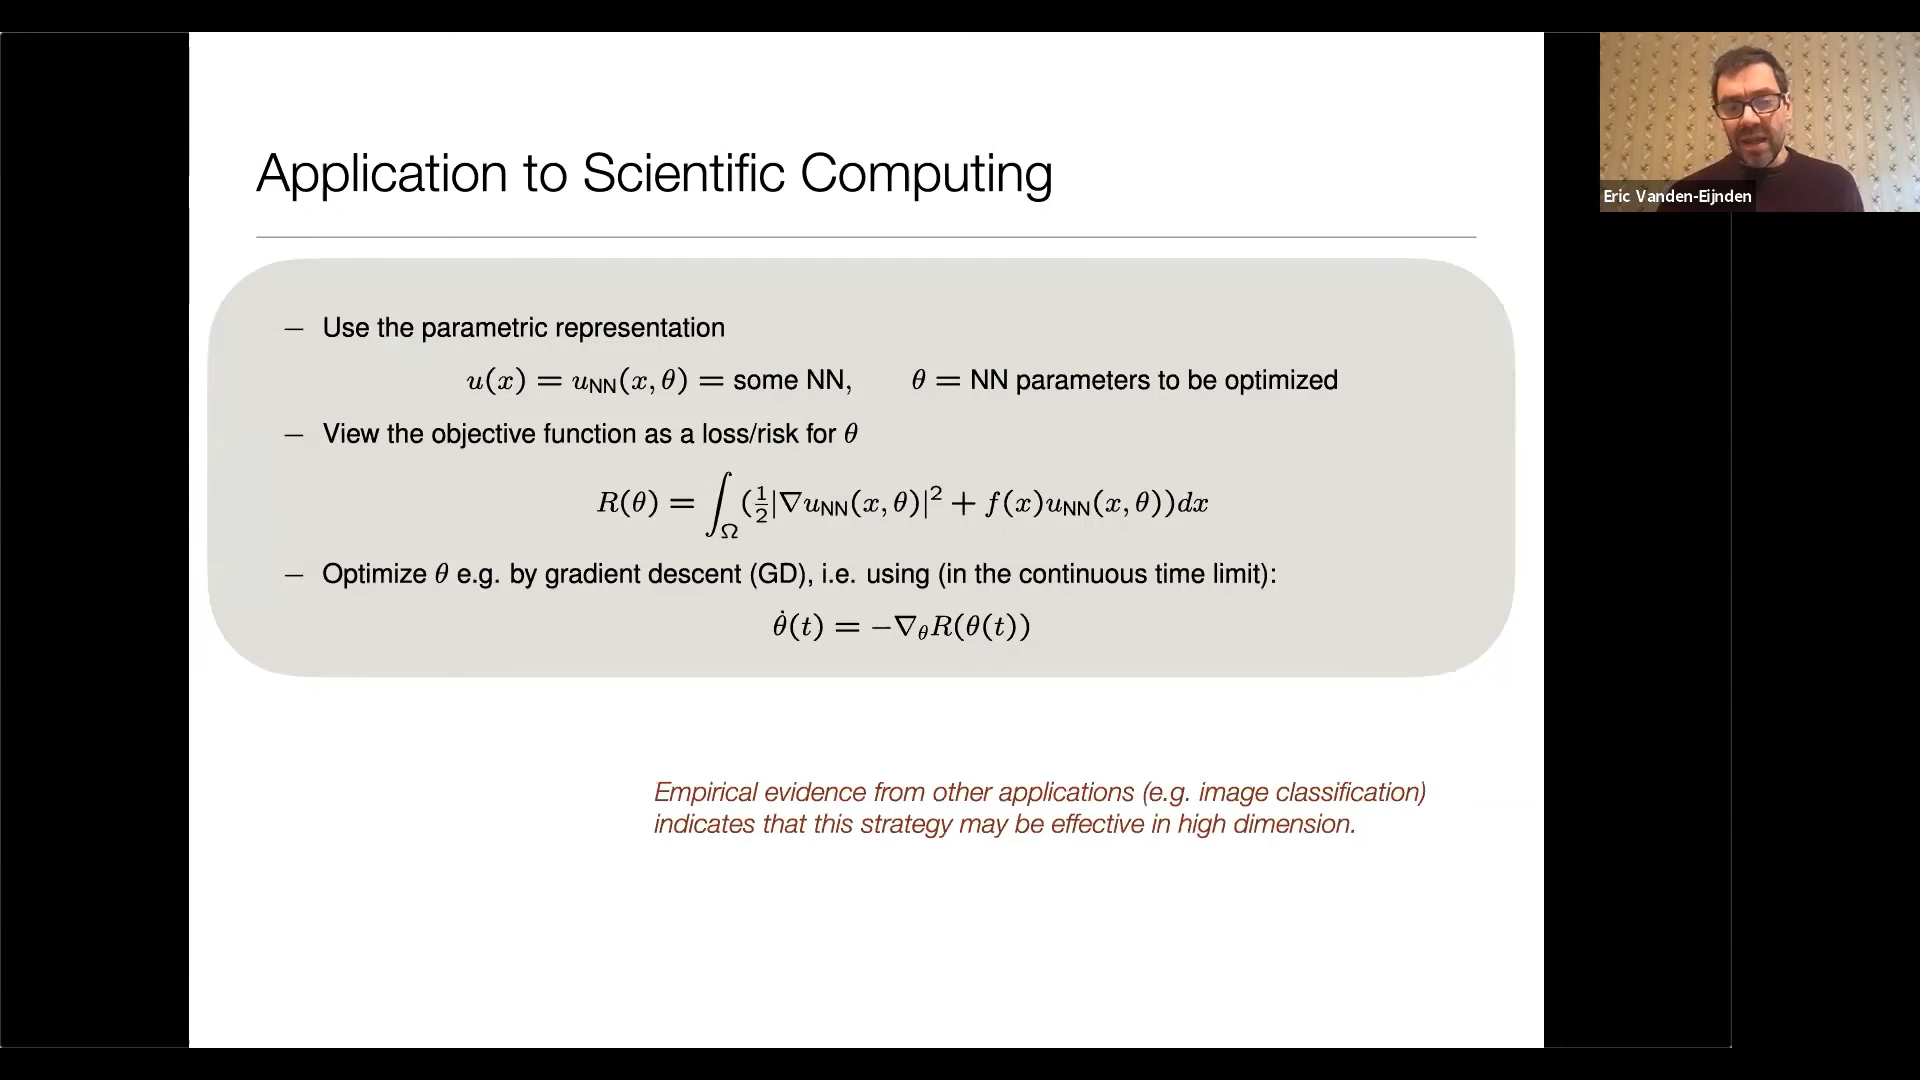 Application to Scientific Computing
Eric Vanden-Eijnden
— Use the parametric representation
u(x) = u_NN(x, θ) = some NN, θ = NN parameters to be optimized
— View the objective function as a loss/risk for θ
R(θ) = ∫_Ω (½|∇u_NN(x, θ)|² + f(x)u_NN(x, θ))dx
— Optimize θ e.g. by gradient descent (GD), i.e. using (in the continuous time limit):
θ̇(t) = −∇_θ R(θ(t))
Empirical evidence from other applications (e.g. image classification)
indicates that this strategy may be effective in high dimension.